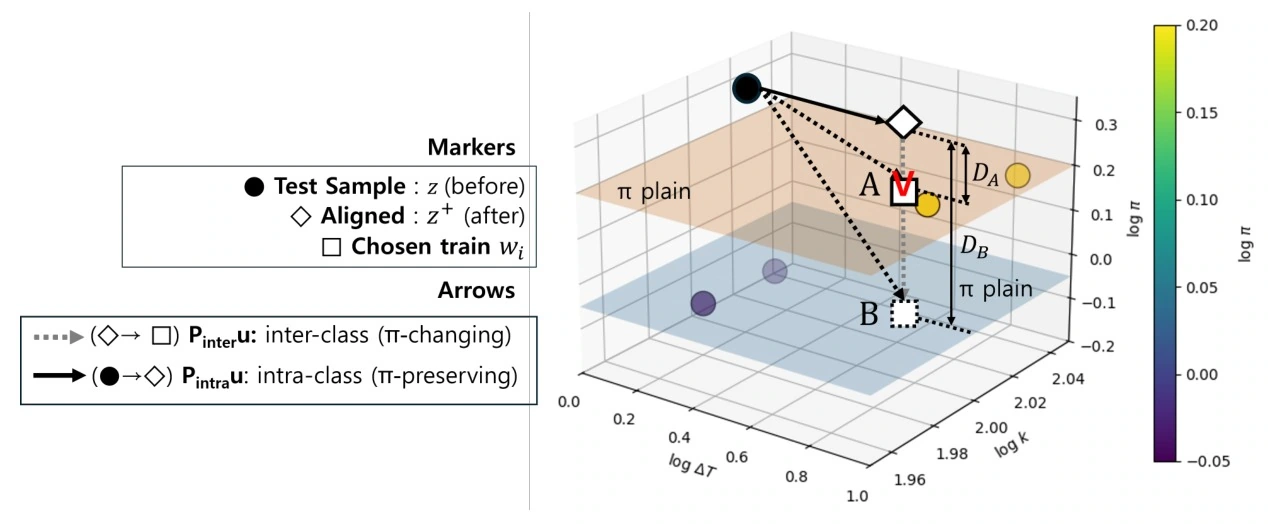 Markers
Test Sample : z (before)
Aligned : z⁺ (after)
Chosen train wᵢ
Arrows
(◇→ □) P_inter u: inter-class (π-changing)
(●→◇) P_intra u: intra-class (π-preserving)
π plain
A
V
D_A
D_B
B
π plain
0.3
0.2
0.1
0.0
−0.1
−0.2
log π
0.0
0.2
0.4
0.6
0.8
1.0
log ΔT
1.96
1.98
2.00
2.02
2.04
log k
0.20
0.15
0.10
0.05
0.00
−0.05
log π